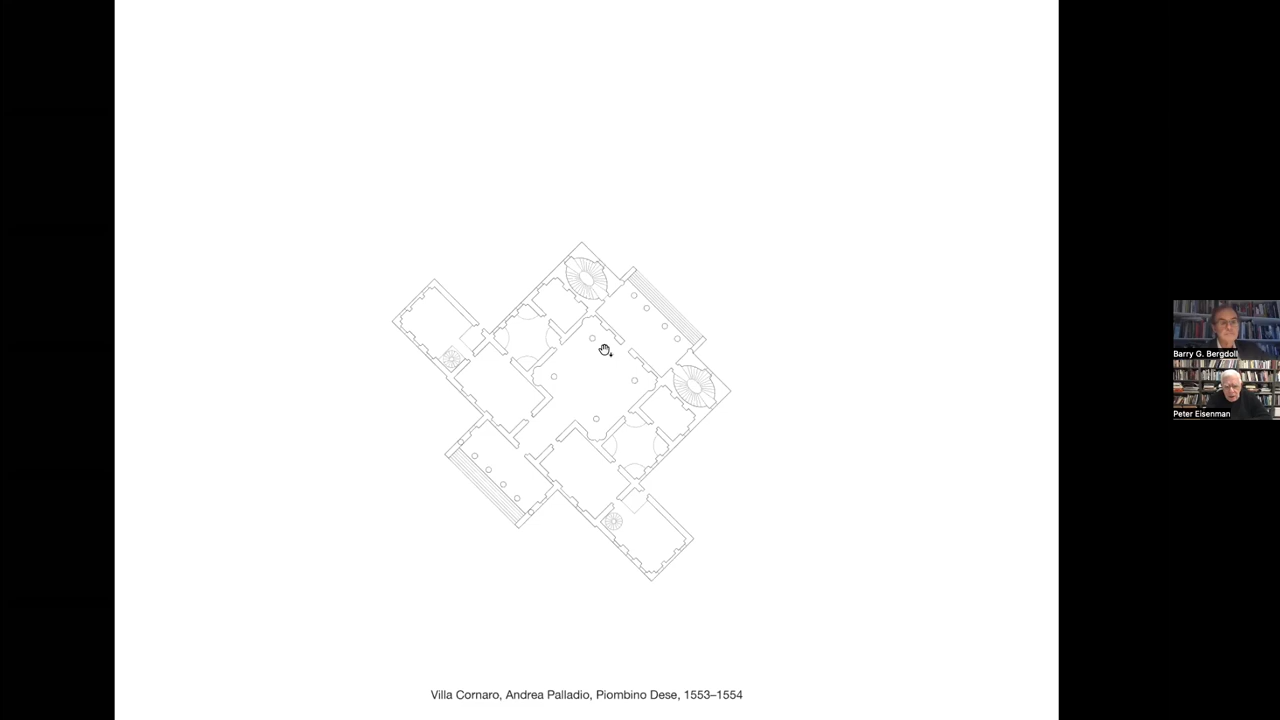 Barry G. Bergdoll
Peter Eisenman
Villa Cornaro, Andrea Palladio, Piombino Dese, 1553–1554